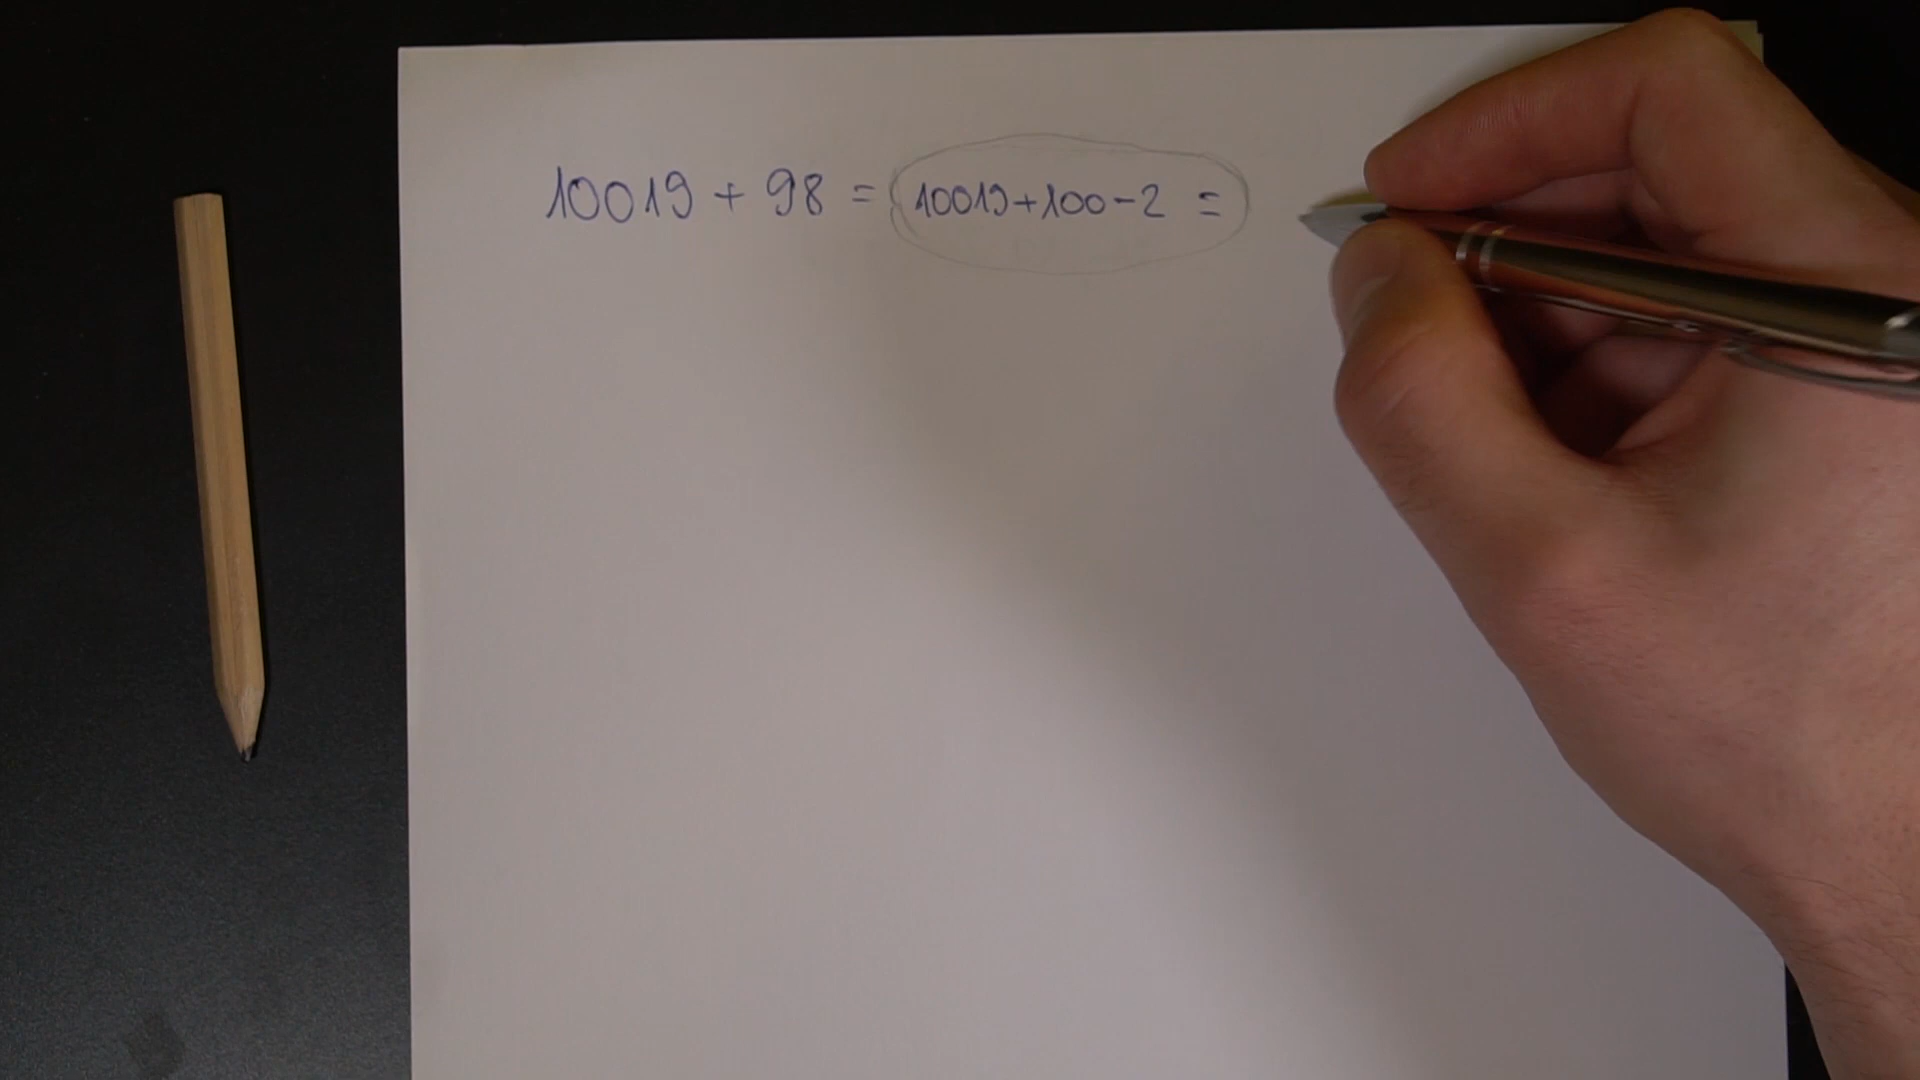 10019 + 98 = 10019+100-2 =